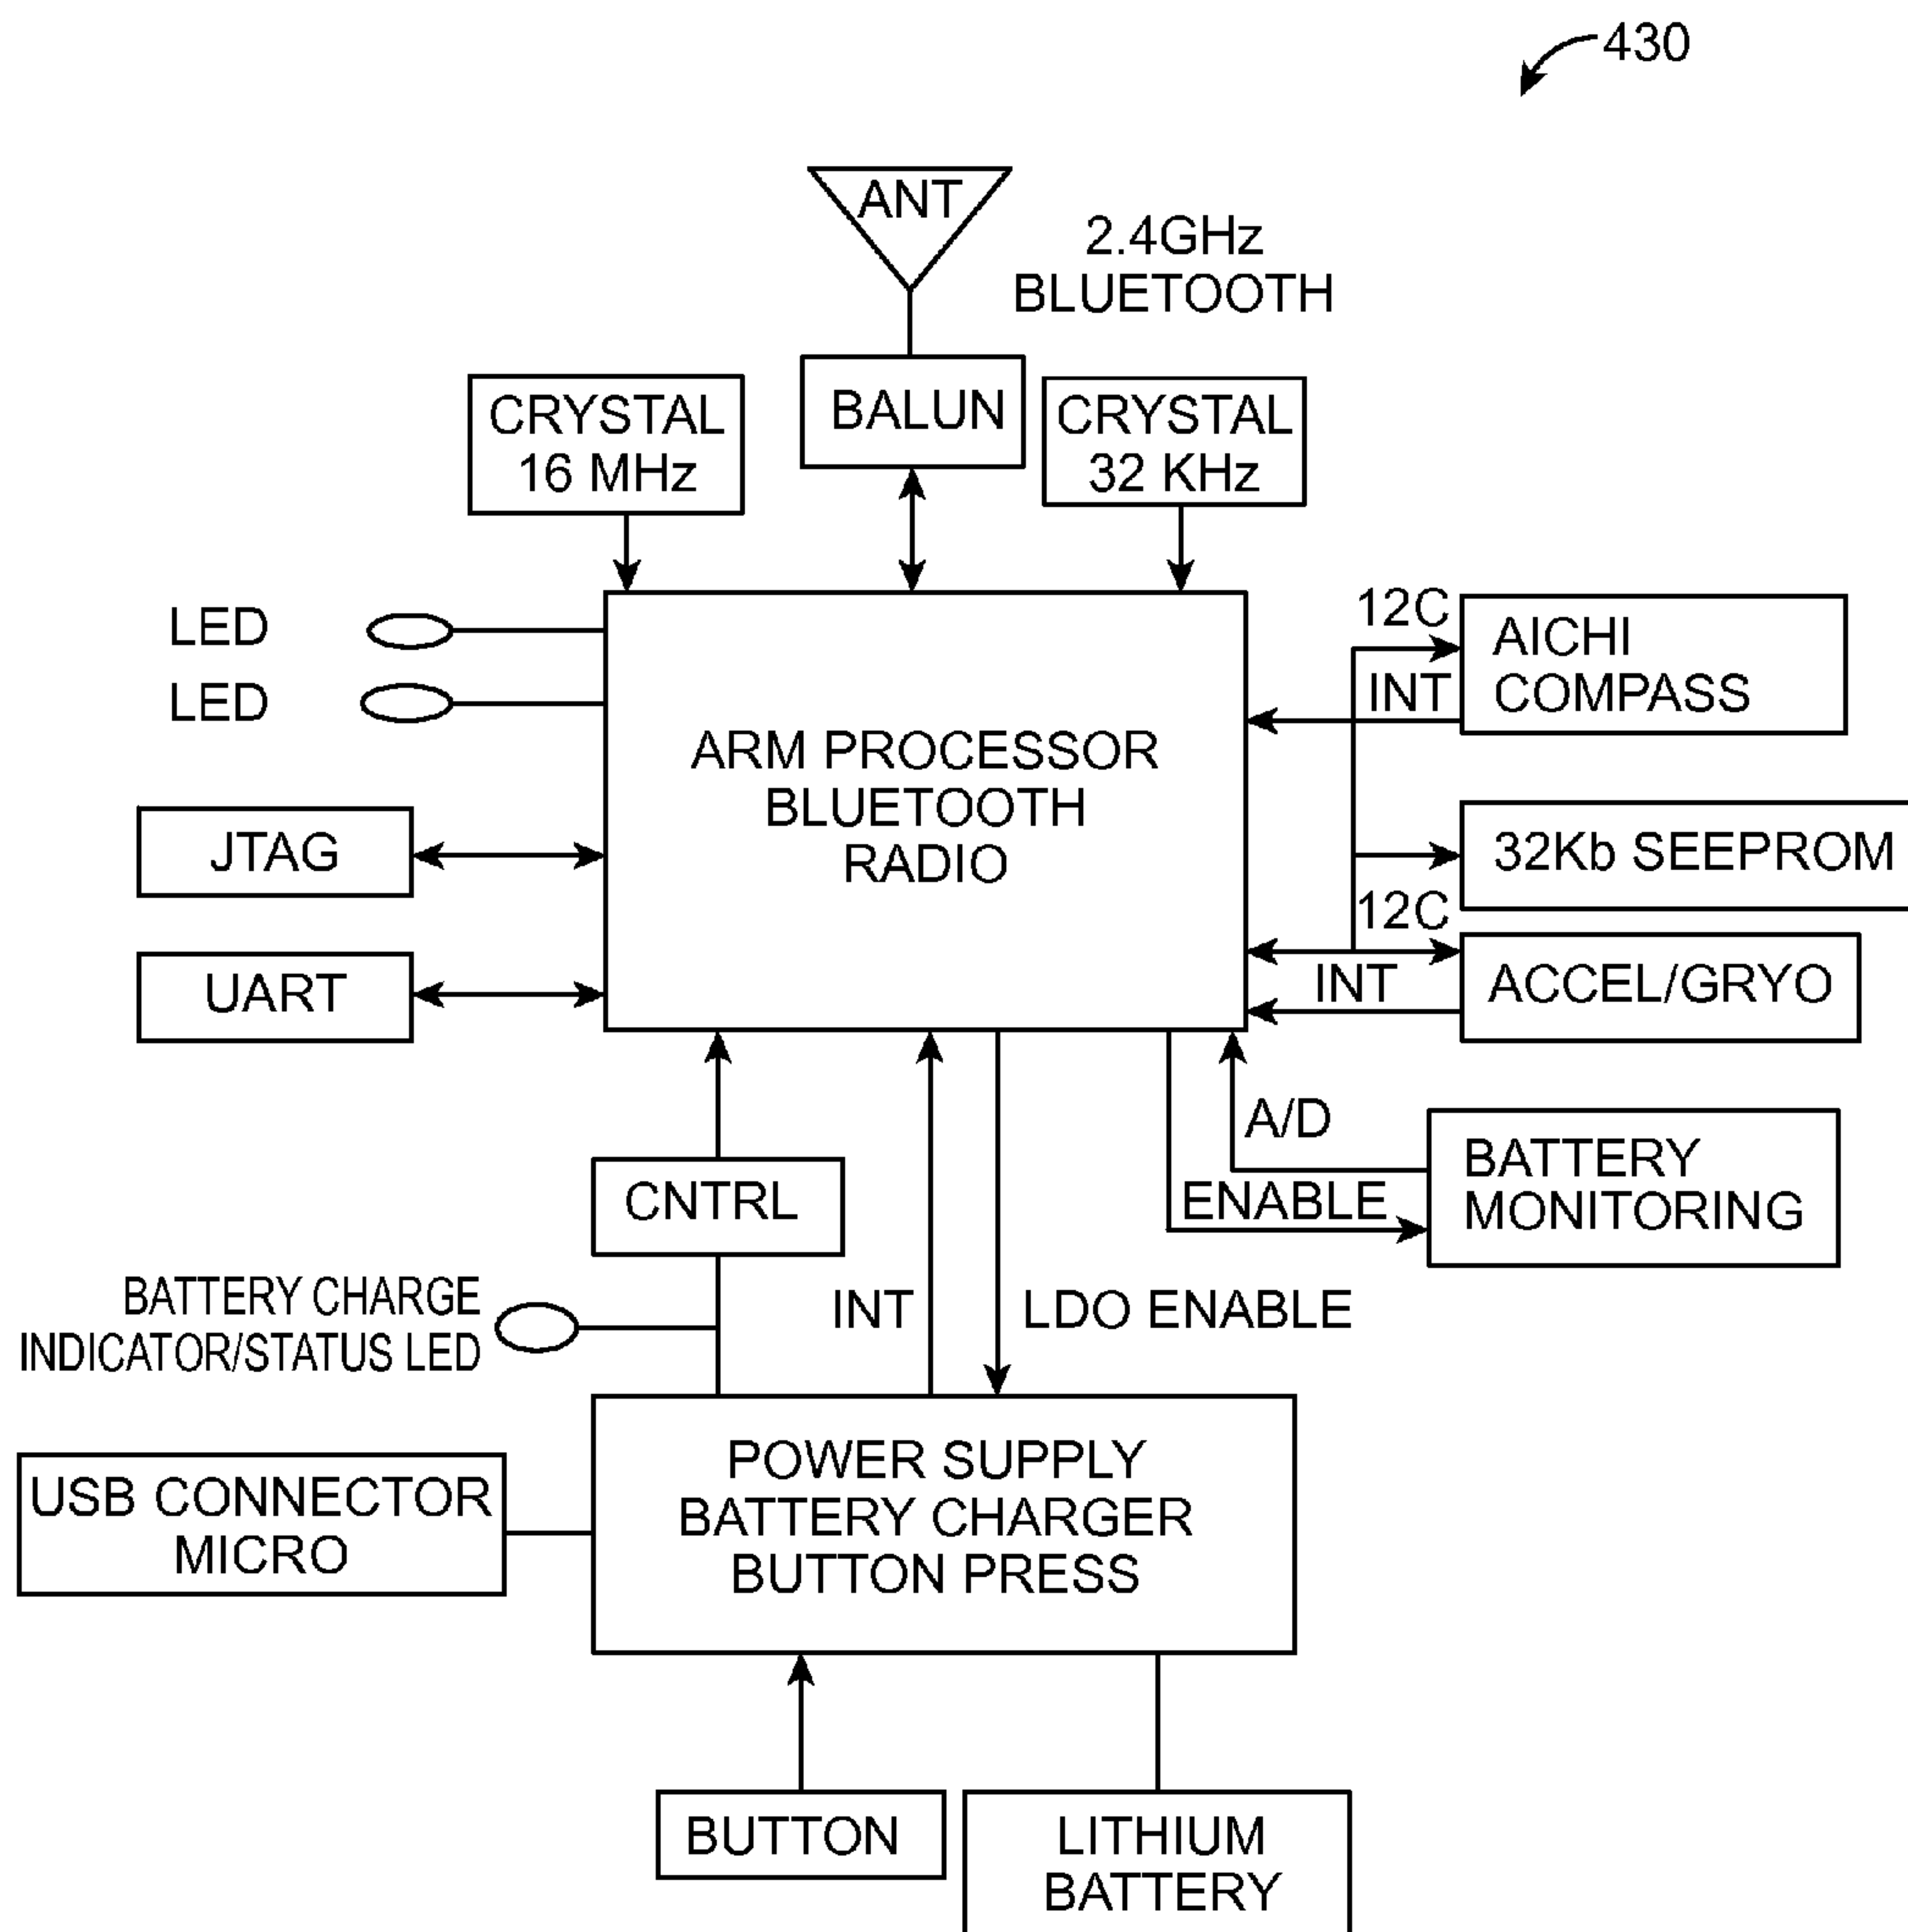 430
ANT
2.4GHz
BLUETOOTH
CRYSTAL
16 MHz
BALUN
CRYSTAL
32 KHz
LED
LED
ARM PROCESSOR
BLUETOOTH
RADIO
12C
INT
AICHI
COMPASS
JTAG
32Kb SEEPROM
12C
INT
UART
ACCEL/GRYO
A/D
ENABLE
BATTERY
MONITORING
CNTRL
BATTERY CHARGE
INDICATOR/STATUS LED
INT
LDO ENABLE
USB CONNECTOR
MICRO
POWER SUPPLY
BATTERY CHARGER
BUTTON PRESS
BUTTON
LITHIUM
BATTERY